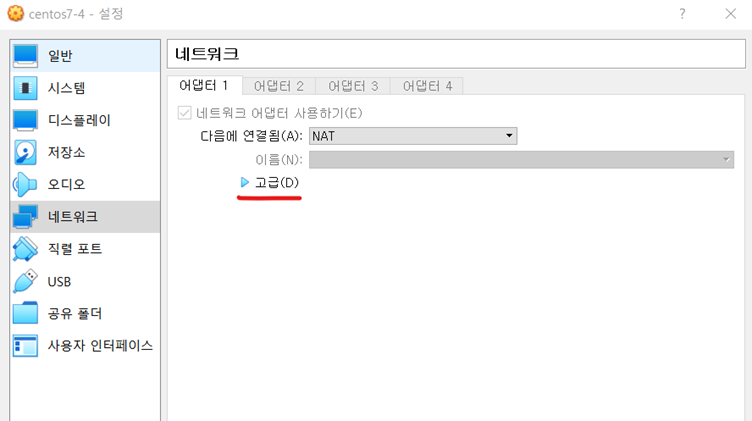 centos7-4 - 설정
?
일반
시스템
디스플레이
저장소
오디오
네트워크
직렬 포트
USB
공유 폴더
사용자 인터페이스
네트워크
어댑터 1 어댑터 2 어댑터 3 어댑터 4
네트워크 어댑터 사용하기(E)
다음에 연결됨(A): NAT
이름(N):
고급(D)